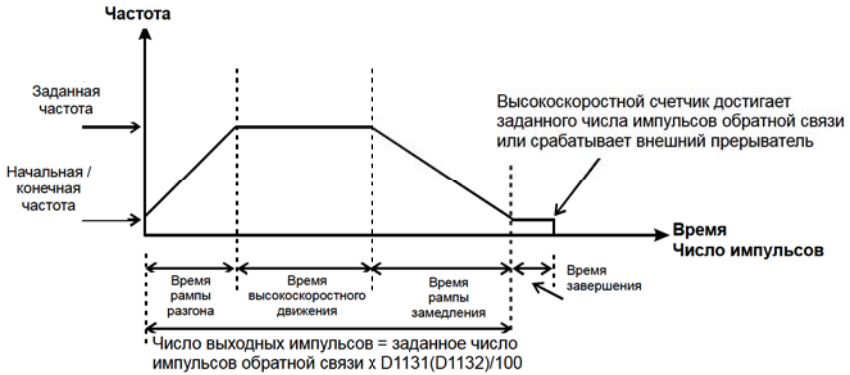 Частота
Заданная
частота
Высокоскоростной счетчик достигает
заданного числа импульсов обратной связи
или срабатывает внешний прерыватель
Начальная /
конечная
частота
Время
Число импульсов
Время
рампы
разгона
Время
высокоскоростного
движения
Время
рампы
замедления
Время
завершения
Число выходных импульсов = заданное число
импульсов обратной связи x D1131(D1132)/100